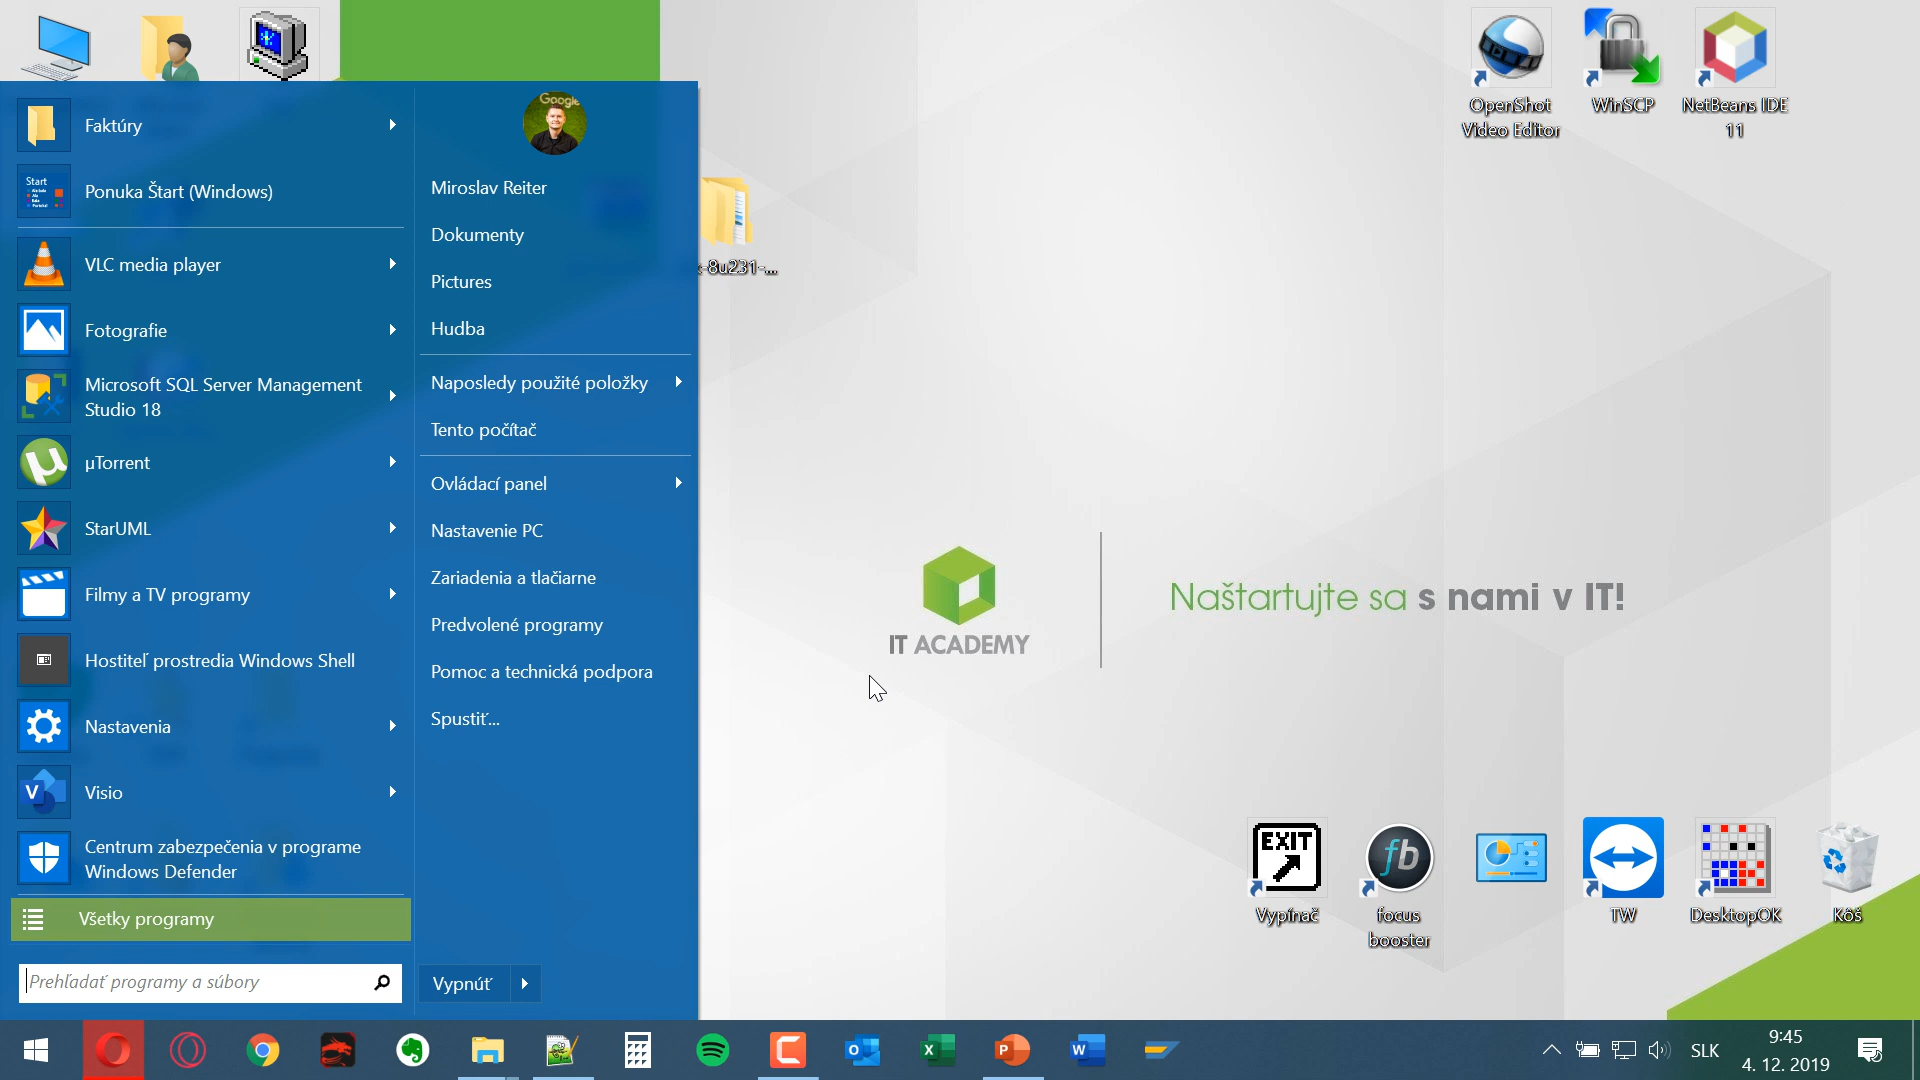 Faktúry
Start
Ponuka Štart (Windows)
VLC media player
Fotografie
Microsoft SQL Server Management
Studio 18
µTorrent
StarUML
Filmy a TV programy
Hostiteľ prostredia Windows Shell
Nastavenia
Visio
Centrum zabezpečenia v programe
Windows Defender
Všetky programy
Prehľadať programy a súbory
Google
Miroslav Reiter
Dokumenty
Pictures
Hudba
Naposledy použité položky
Tento počítač
Ovládací panel
Nastavenie PC
Zariadenia a tlačiarne
Predvolené programy
Pomoc a technická podpora
Spustiť...
Vypnúť
-8u231-...
OpenShot
Video Editor
WinSCP
NetBeans IDE
11
IT ACADEMY
Naštartujte sa s nami v IT!
EXIT
Vypínač
fb
focus
booster
TW
DesktopOK
Kôš
SLK
9:45
4. 12. 2019